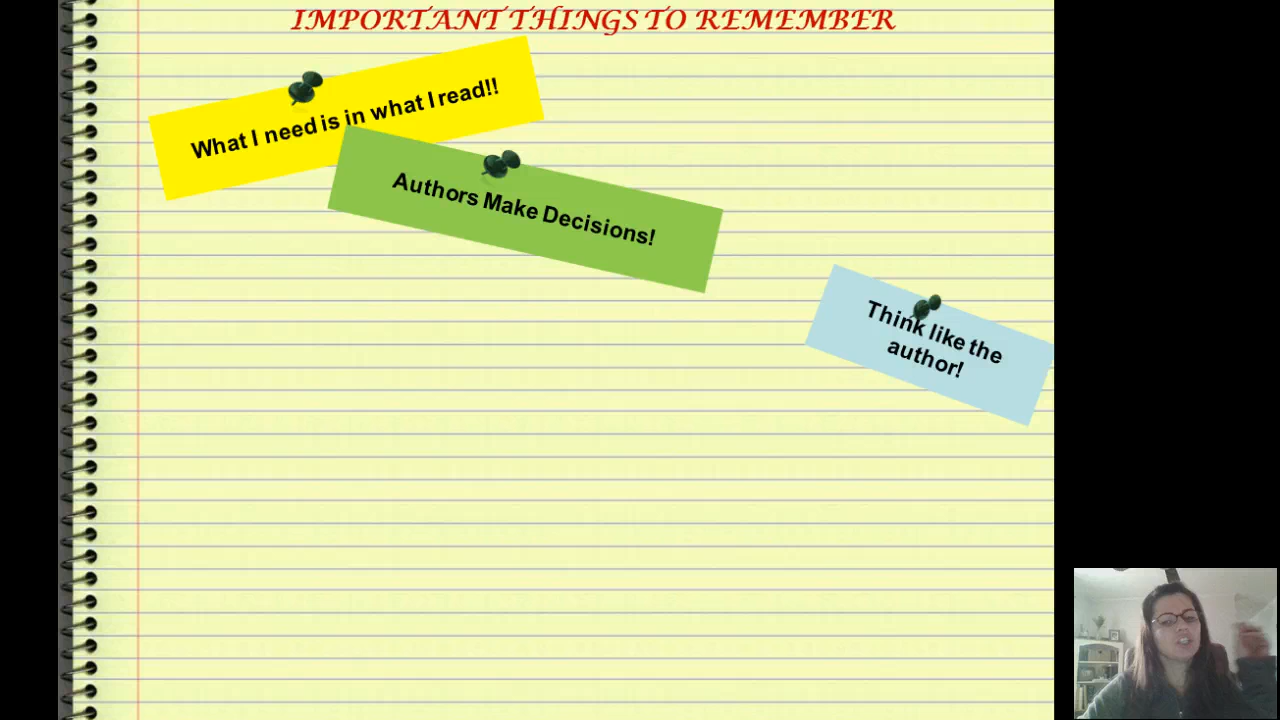 IMPORTANT THINGS TO REMEMBER
What I need is in what I read!!
Authors Make Decisions!
Think like the
author!